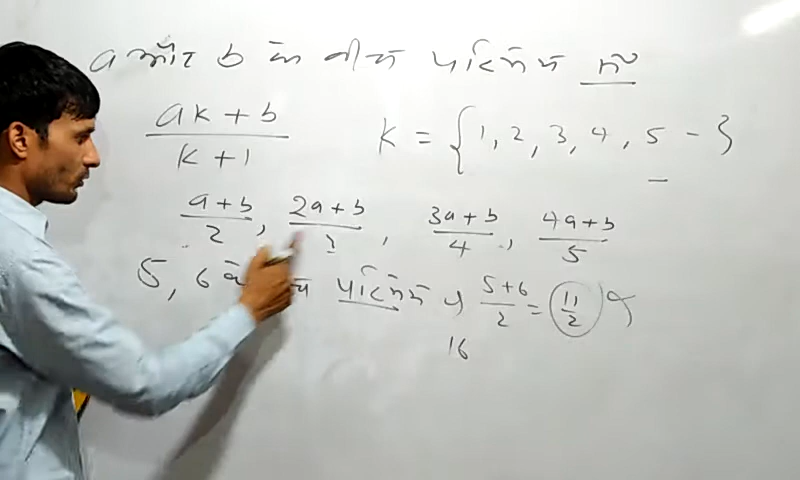 a और b के बीच परिमेय सं०
(ak + b)/(k + 1) K = {1, 2, 3, 4, 5 - }
(a + b)/2, (2a + b)/3, (3a + b)/4, (4a + b)/5
5, 6 के परिमेय (5 + 6)/2 = 11/2
16